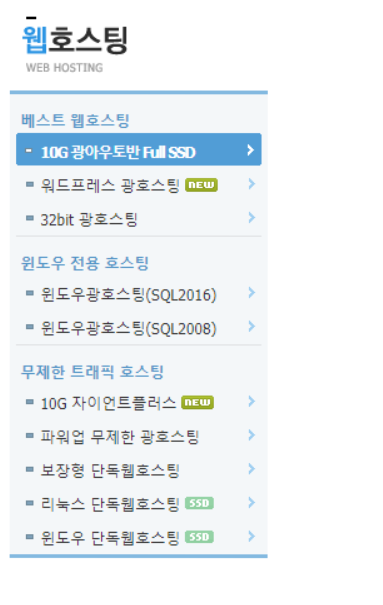 웹호스팅
WEB HOSTING
베스트 웹호스팅
10G 광아우토반 Full SSD
워드프레스 광호스팅 new
32bit 광호스팅
윈도우 전용 호스팅
윈도우광호스팅(SQL2016)
윈도우광호스팅(SQL2008)
무제한 트래픽 호스팅
10G 자이언트플러스 new
파워업 무제한 광호스팅
보장형 단독웹호스팅
리눅스 단독웹호스팅 SSD
윈도우 단독웹호스팅 SSD